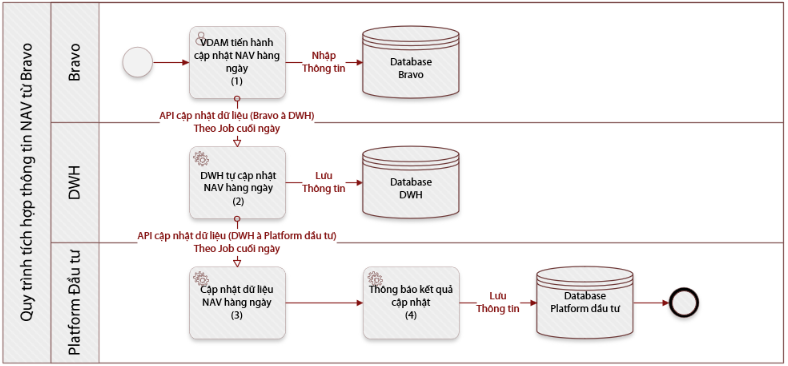 Quy trình tích hợp thông tin NAV từ Bravo
Bravo
VDAM tiến hành
cập nhật NAV hàng
ngày
(1)
Nhập
Thông tin
Database
Bravo
API cập nhật dữ liệu (Bravo à DWH)
Theo Job cuối ngày
DWH
DWH tự cập nhật
NAV hàng ngày
(2)
Lưu
Thông tin
Database
DWH
API cập nhật dữ liệu (DWH à Platform đầu tư)
Theo Job cuối ngày
Platform Đầu tư
Cập nhật dữ liệu
NAV hàng ngày
(3)
Thông báo kết quả
cập nhật
(4)
Lưu
Thông tin
Database
Platform đầu tư